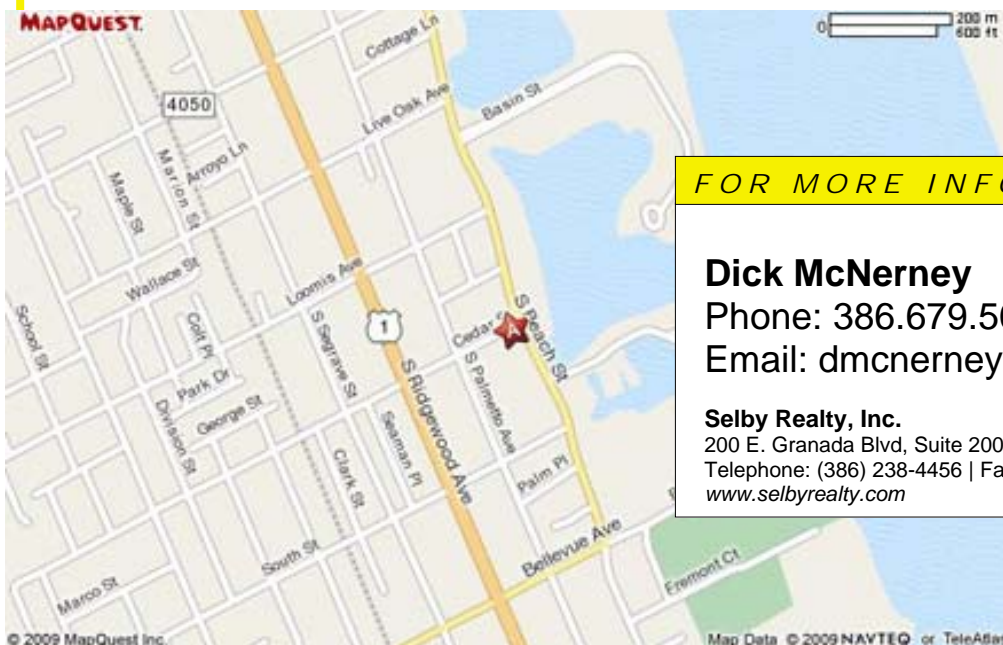 MAPQUEST.
200 m
0
600 ft
Cottage Ln
4050
Live Oak Ave
Basin St
Arroyo Ln
Marion St
Maple St
Wallace St
Loomis Ave
School St
Colt Pl
S Segrave St
1
Cedar
A
S Beach St
Park Dr
S Ridgewood Ave
S Palmetto Ave
George St
Division St
Seaman Pl
Clark St
Palm Pl
South St
Bellevue Ave
Marco St
Fremont Ct
© 2009 MapQuest Inc.
Map Data © 2009 NAVTEQ or TeleAtlas
FOR MORE INFO
Dick McNerney
Phone: 386.679.5
Email: dmcnerney
Selby Realty, Inc.
200 E. Granada Blvd, Suite 200
Telephone: (386) 238-4456 | Fa
www.selbyrealty.com